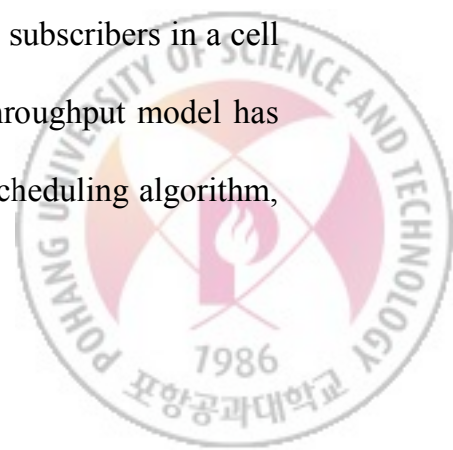 subscribers in a cell
hroughput model has
cheduling algorithm,
POHANG UNIVERSITY OF SCIENCE AND TECHNOLOGY
1986
포항공과대학교